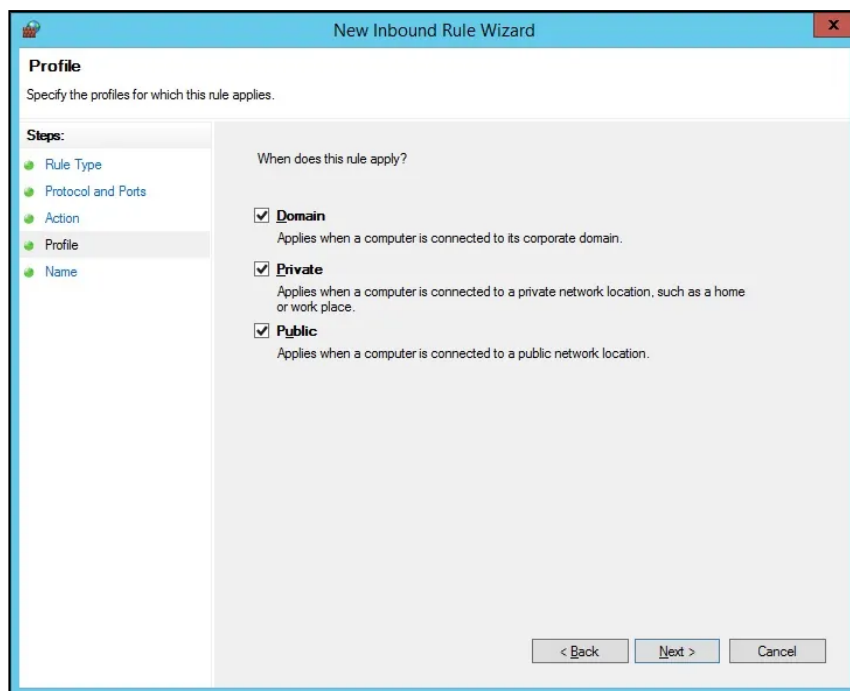 New Inbound Rule Wizard
x
Profile
Specify the profiles for which this rule applies.
Steps:
Rule Type
Protocol and Ports
Action
Profile
Name
When does this rule apply?
Domain
Applies when a computer is connected to its corporate domain.
Private
Applies when a computer is connected to a private network location, such as a home
or work place.
Public
Applies when a computer is connected to a public network location.
< Back
Next >
Cancel